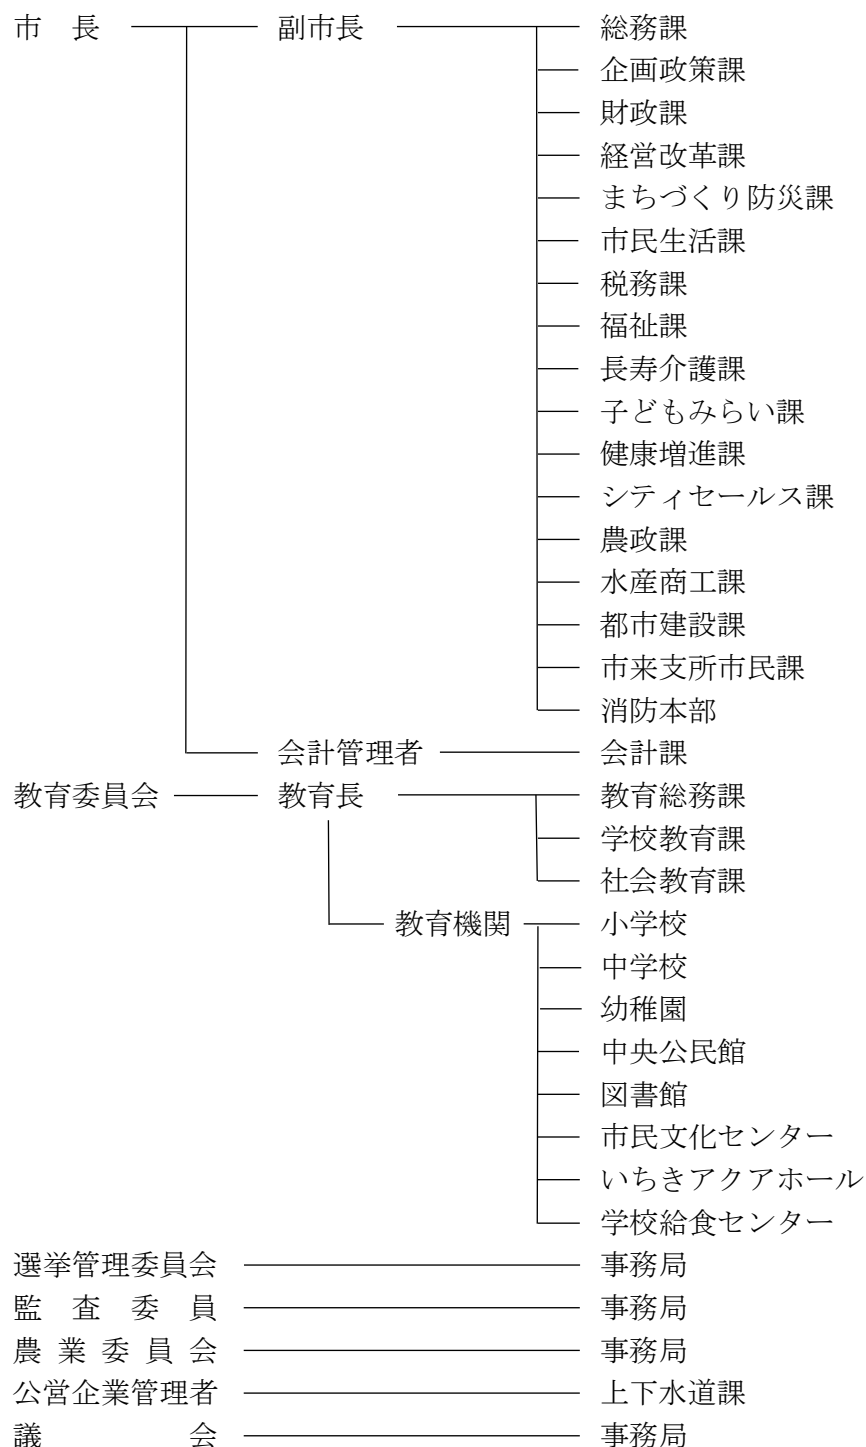 市　長 副市長 総務課
企画政策課
財政課
経営改革課
まちづくり防災課
市民生活課
税務課
福祉課
長寿介護課
子どもみらい課
健康増進課
シティセールス課
農政課
水産商工課
都市建設課
市来支所市民課
消防本部
会計管理者 会計課
教育委員会 教育長 教育総務課
学校教育課
社会教育課
教育機関 小学校
中学校
幼稚園
中央公民館
図書館
市民文化センター
いちきアクアホール
学校給食センター
選挙管理委員会 事務局
監　査　委　員 事務局
農 業 委 員 会 事務局
公営企業管理者 上下水道課
議　　　　　会 事務局